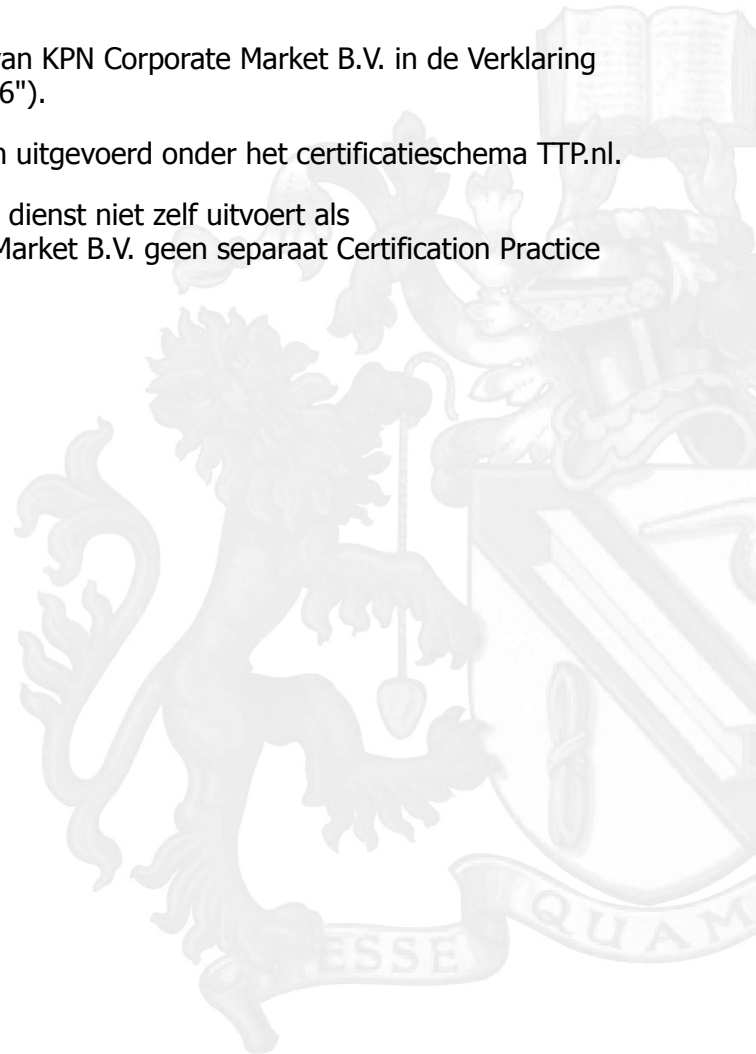 van KPN Corporate Market B.V. in de Verklaring
6").
n uitgevoerd onder het certificatieschema TTP.nl.
dienst niet zelf uitvoert als
Market B.V. geen separaat Certification Practice
ESSE
QUAM